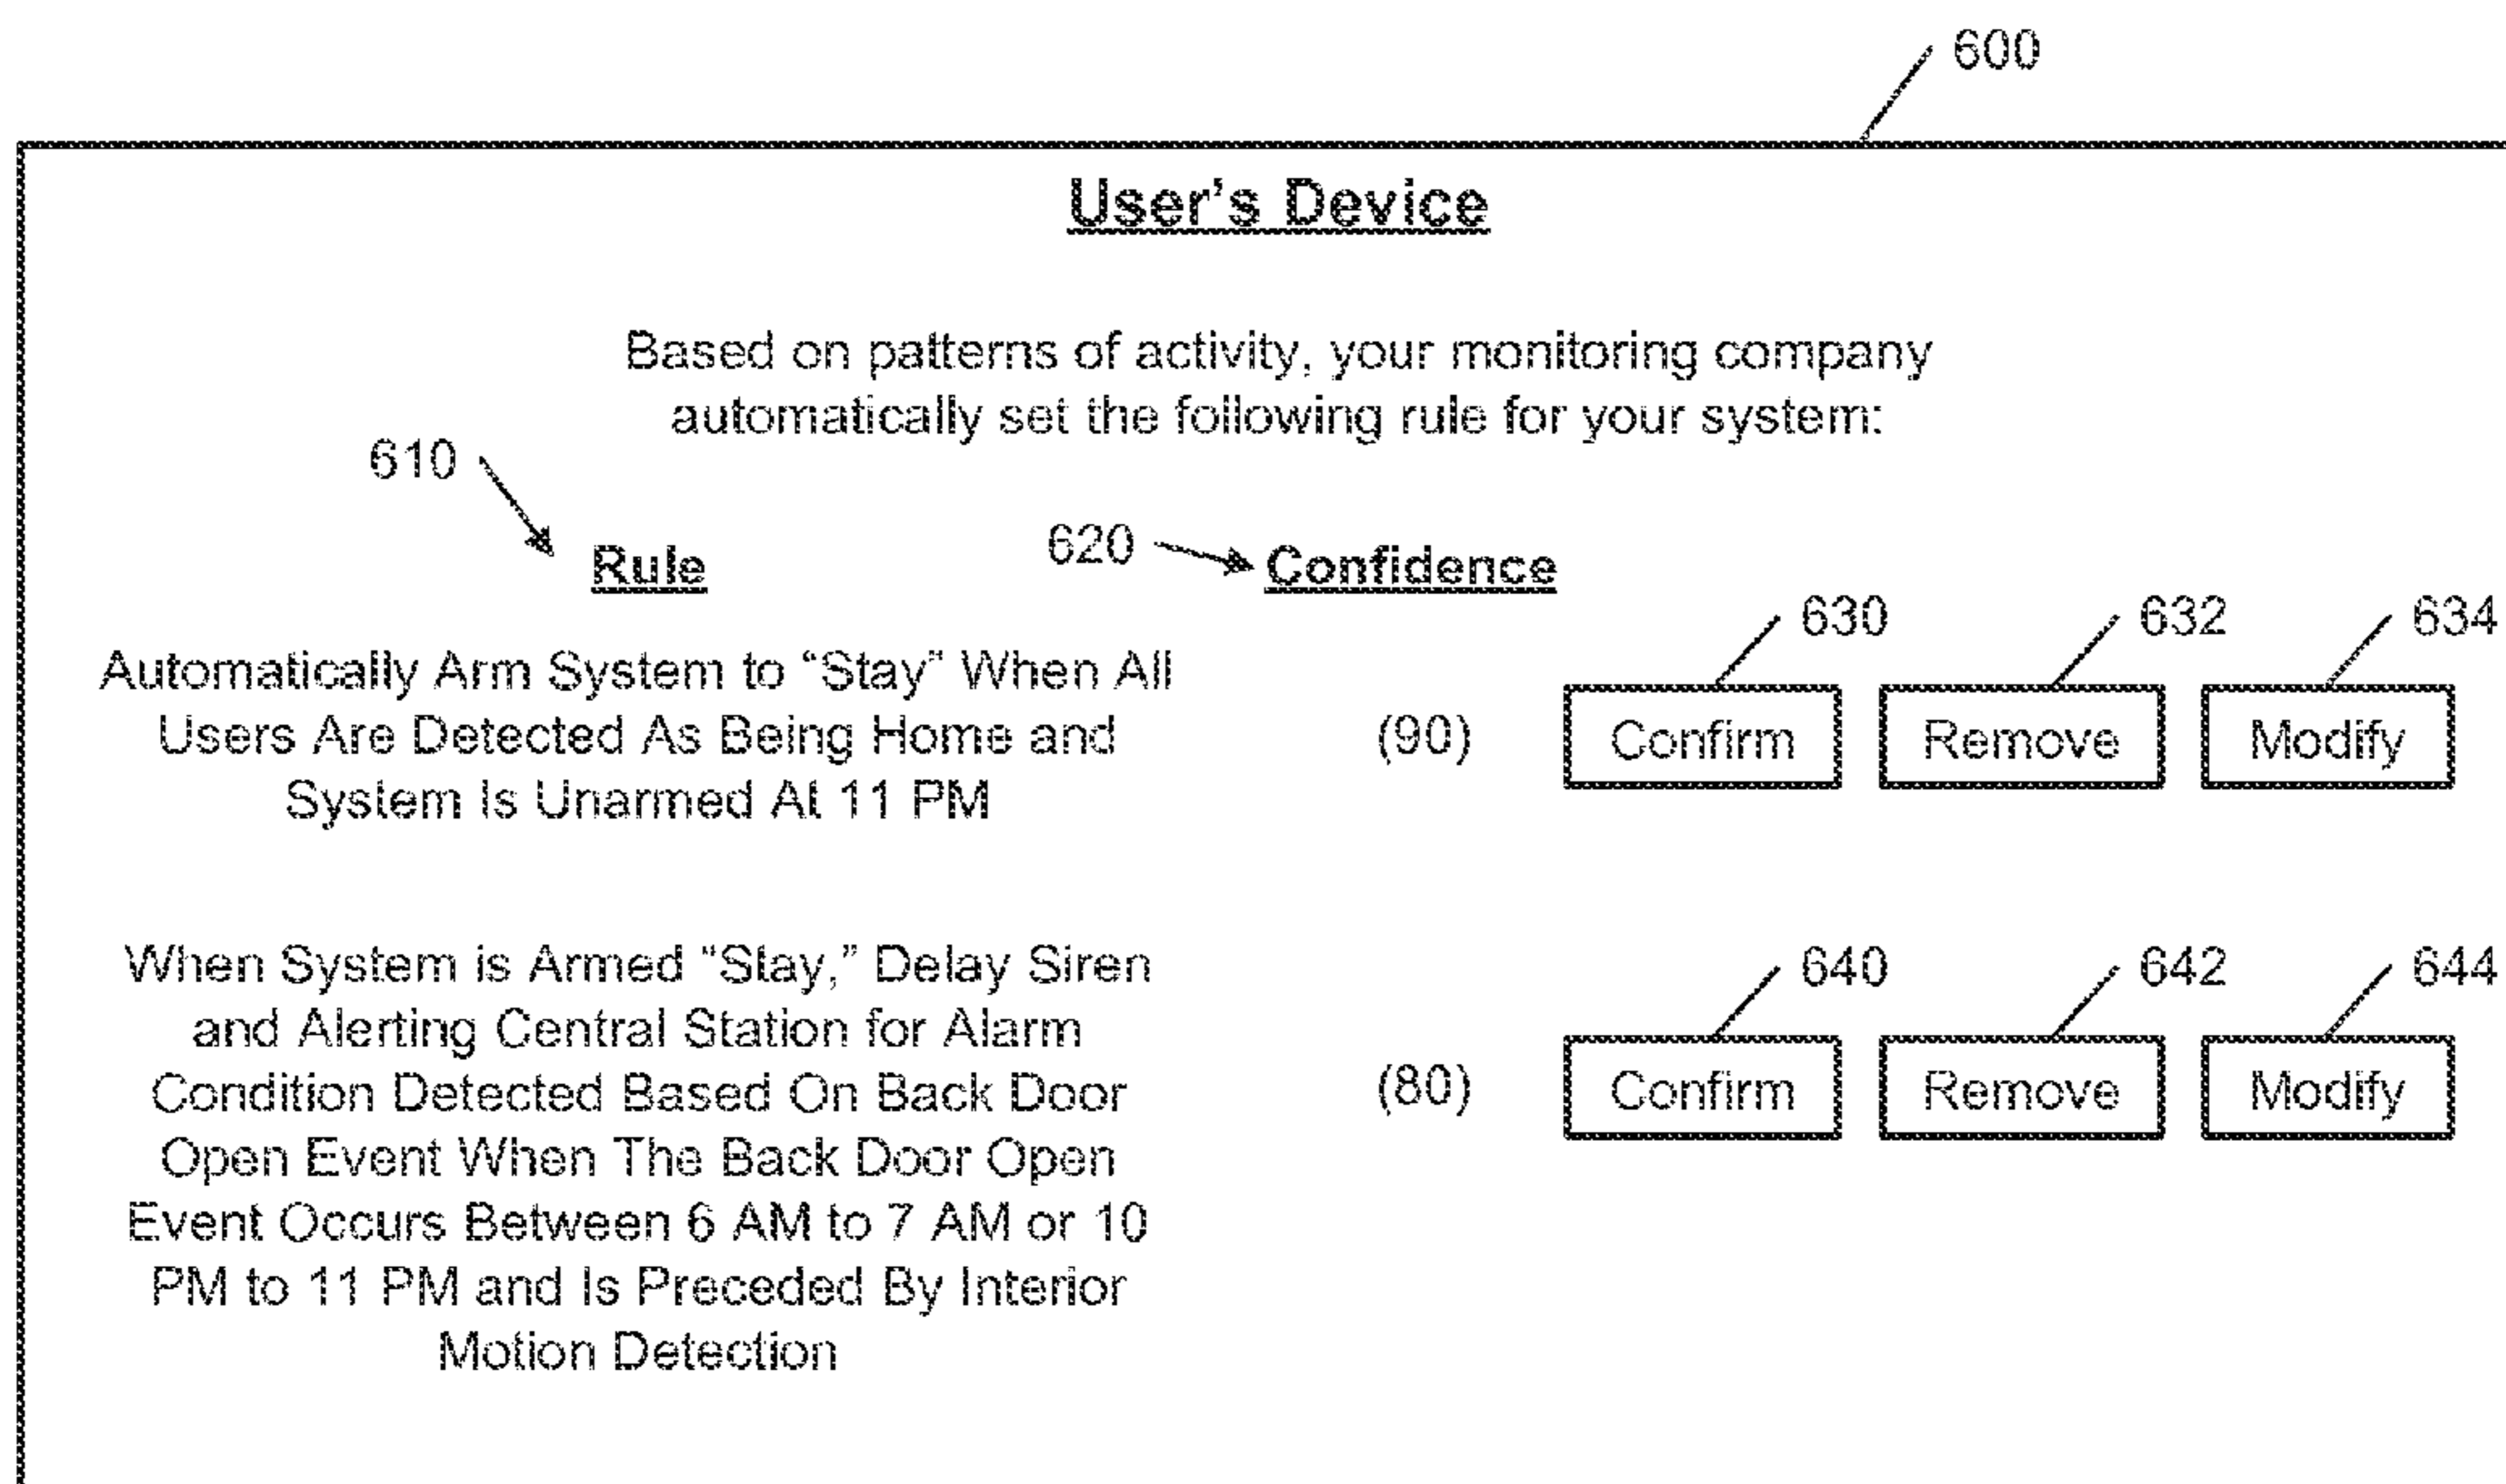 600
User's Device
Based on patterns of activity, your monitoring company
automatically set the following rule for your system:
610
620
Rule
Confidence
630
632
634
Automatically Arm System to “Stay” When All
Users Are Detected As Being Home and
System Is Unarmed At 11 PM
(90)
Confirm
Remove
Modify
640
642
644
When System is Armed “Stay,” Delay Siren
and Alerting Central Station for Alarm
Condition Detected Based On Back Door
Open Event When The Back Door Open
Event Occurs Between 6 AM to 7 AM or 10
PM to 11 PM and Is Preceded By Interior
Motion Detection
(80)
Confirm
Remove
Modify